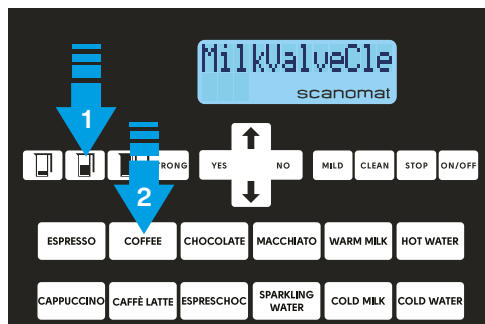 MilkValveCle
scanomat
1
RONG YES NO MILD CLEAN STOP ON/OFF
2
ESPRESSO COFFEE CHOCOLATE MACCHIATO WARM MILK HOT WATER
CAPPUCCINO CAFFÈ LATTE ESPRESCHOC SPARKLING WATER COLD MILK COLD WATER